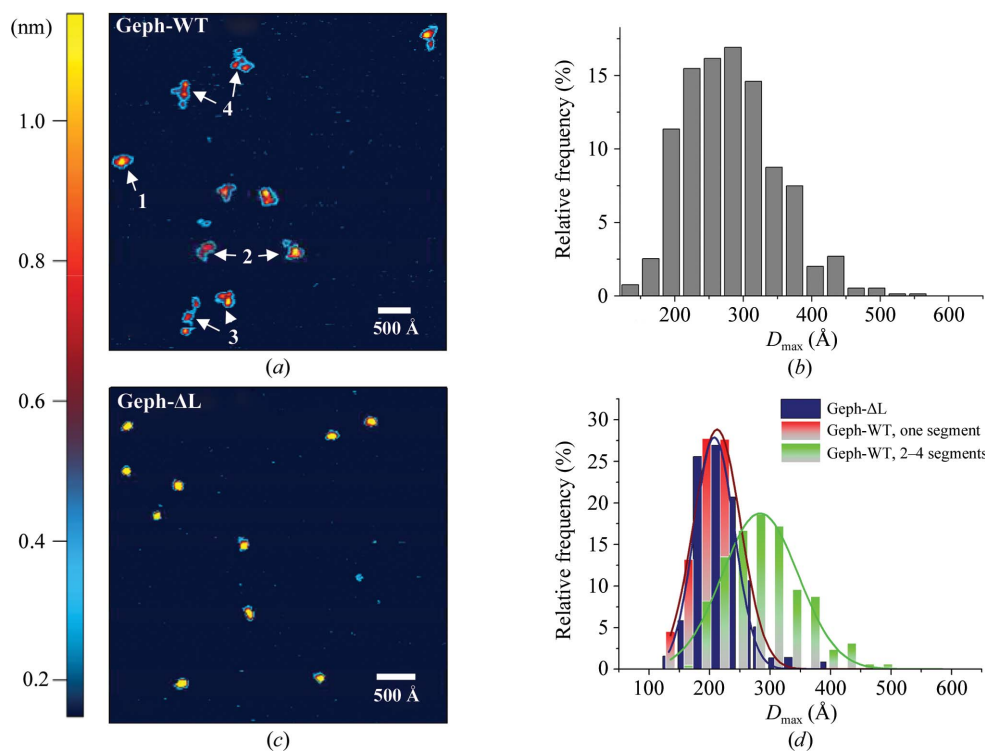 (nm)
1.0
0.8
0.6
0.4
0.2
Geph-WT
4
1
2
3
500 Å
(a)
Relative frequency (%)
15
10
5
0
200 300 400 500 600
Dmax (Å)
(b)
Geph-ΔL
500 Å
(c)
Relative frequency (%)
30
25
20
15
10
5
0
Geph-ΔL
Geph-WT, one segment
Geph-WT, 2–4 segments
100 200 300 400 500 600
Dmax (Å)
(d)